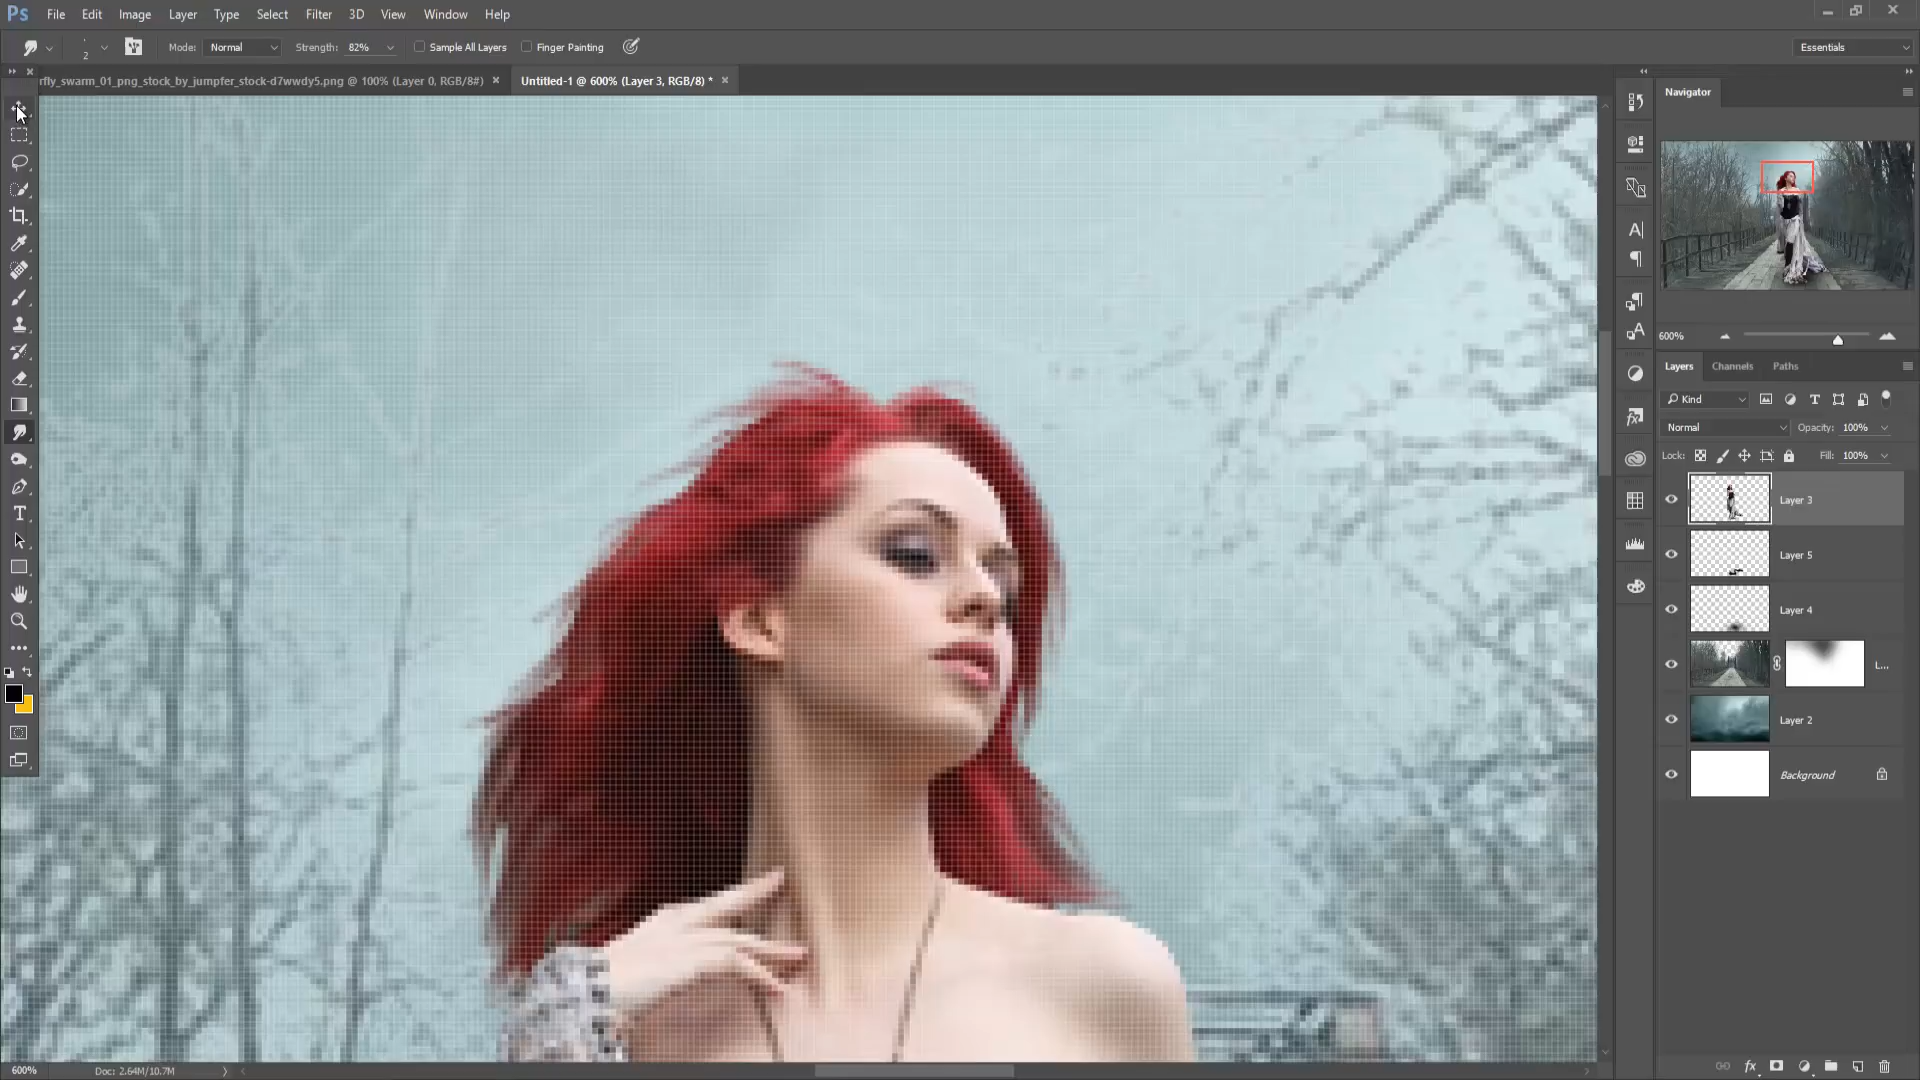 Ps File Edit Image Layer Type Select Filter 3D View Window Help
2 Mode: Normal Strength: 82% Sample All Layers Finger Painting Essentials
rfly_swarm_01_png_stock_by_jumpfer_stock-d7wwdy5.png @ 100% (Layer 0, RGB/8#) × Untitled-1 @ 600% (Layer 3, RGB/8) * ×
Navigator
600%
Layers Channels Paths
Kind
Normal Opacity: 100%
Lock: Fill: 100%
Layer 3
Layer 5
Layer 4
L...
Layer 2
Background
600% Doc: 2.64M/10.7M